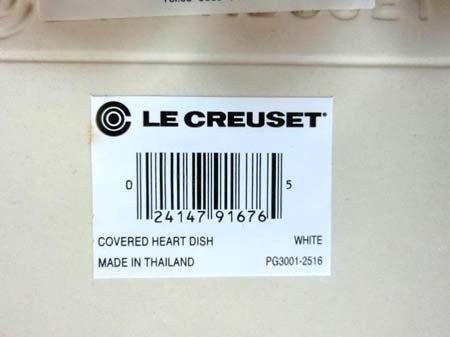 LE CREUSET®
0 24147 91676 5
COVERED HEART DISH WHITE
MADE IN THAILAND PG3001-2516